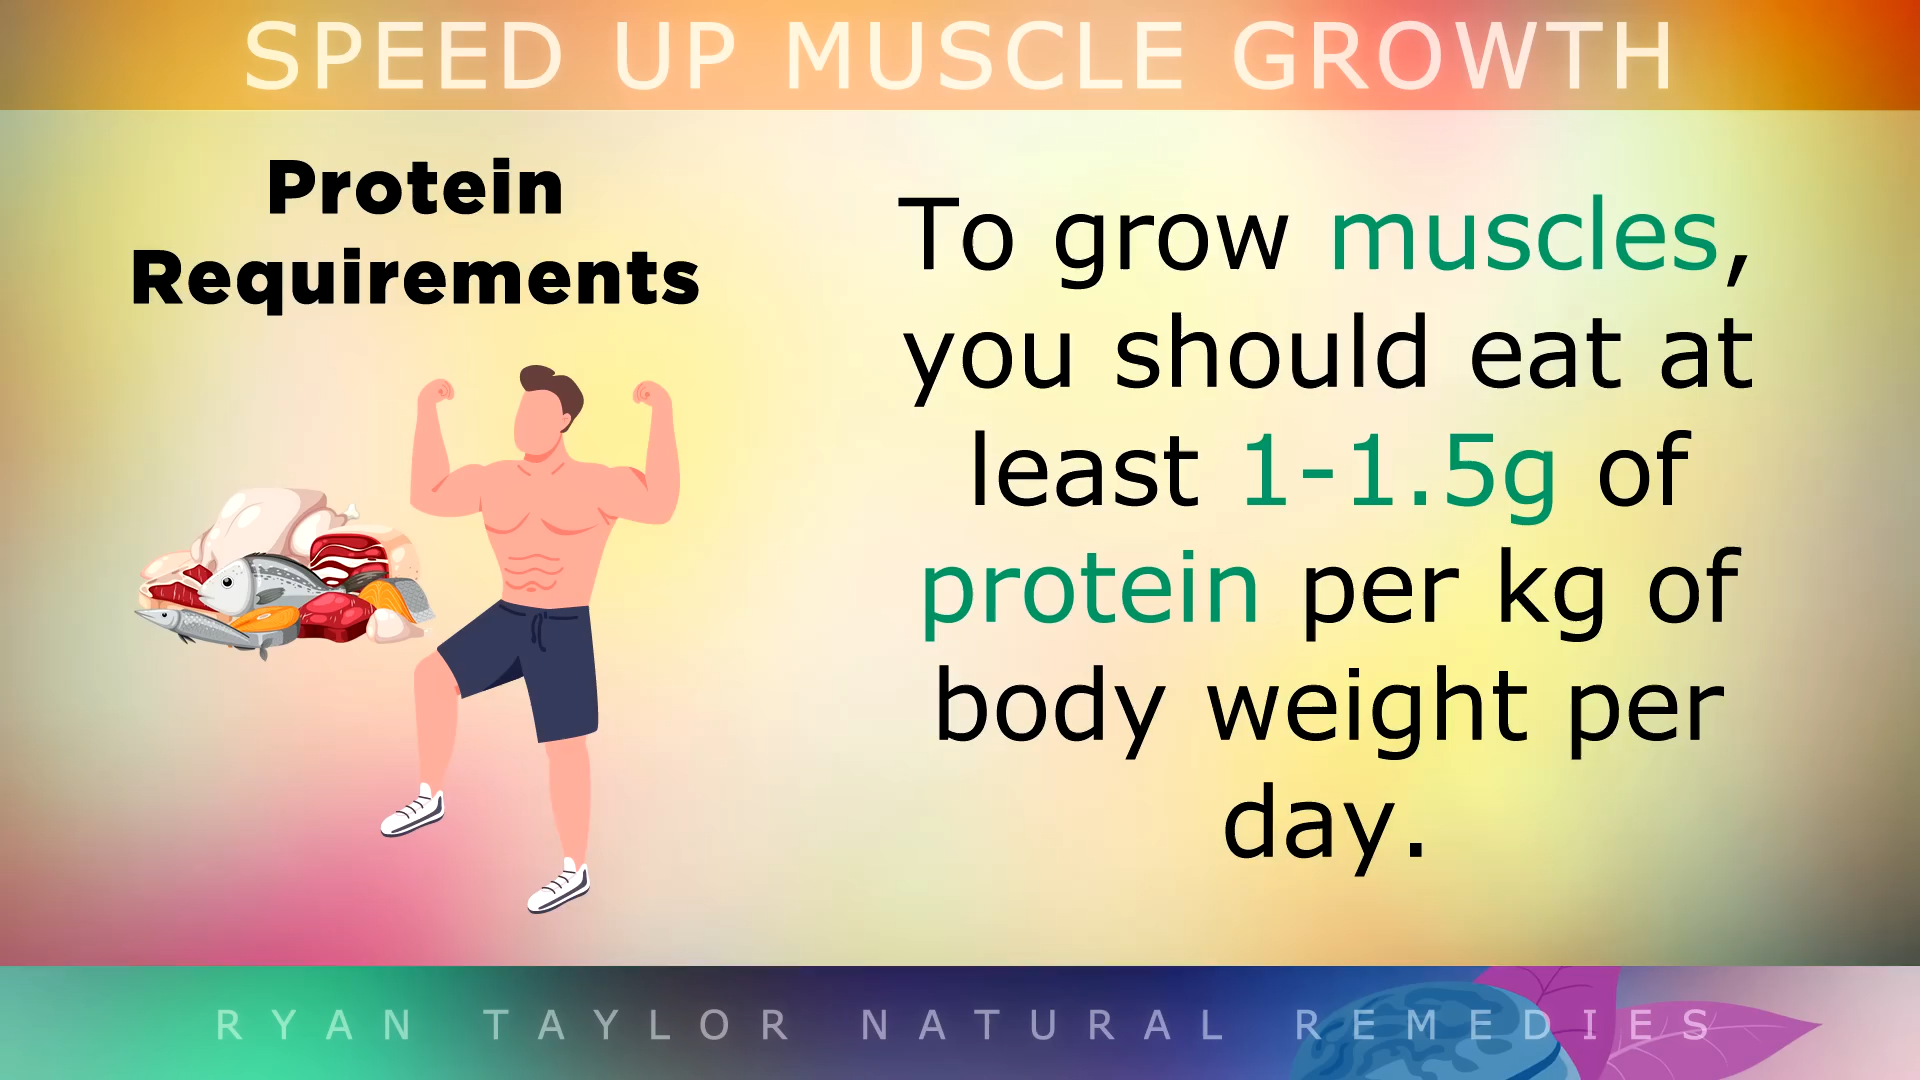 SPEED UP MUSCLE GROWTH
Protein
Requirements
To grow muscles,
you should eat at
least 1-1.5g of
protein per kg of
body weight per
day.
RYAN TAYLOR NATURAL REMEDIES